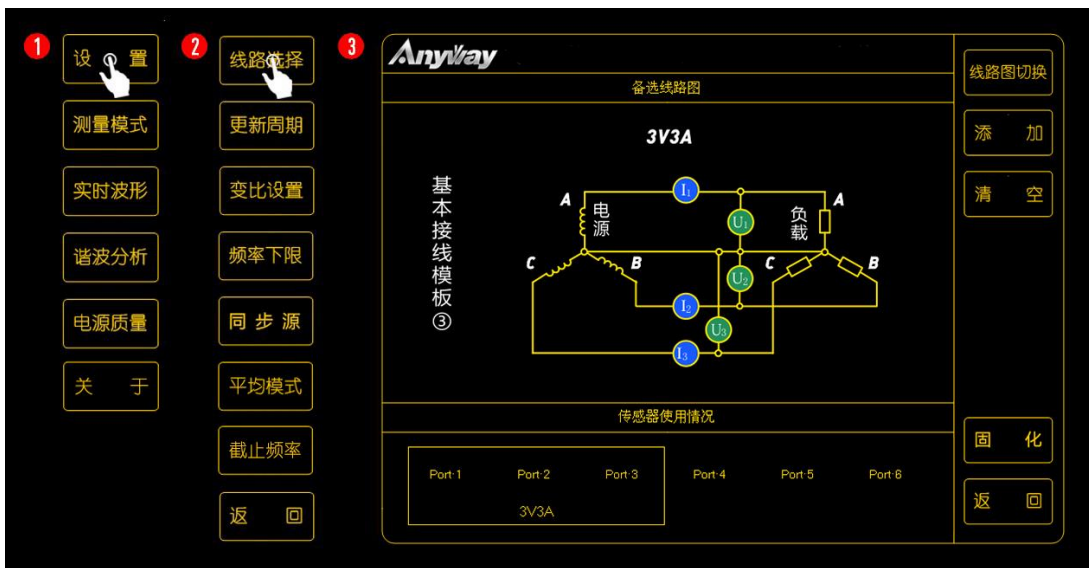 1
设 置
测量模式
实时波形
谐波分析
电源质量
关 于
2
线路选择
更新周期
变比设置
频率下限
同 步 源
平均模式
截止频率
返 回
3
Anyway
备选线路图
3V3A
基本接线模板③
A
电源
C
B
I₁
I₂
I₃
U₁
U₂
U₃
负载
A
C
B
传感器使用情况
Port-1 Port-2 Port-3 Port-4 Port-5 Port-6
3V3A
线路图切换
添 加
清 空
固 化
返 回